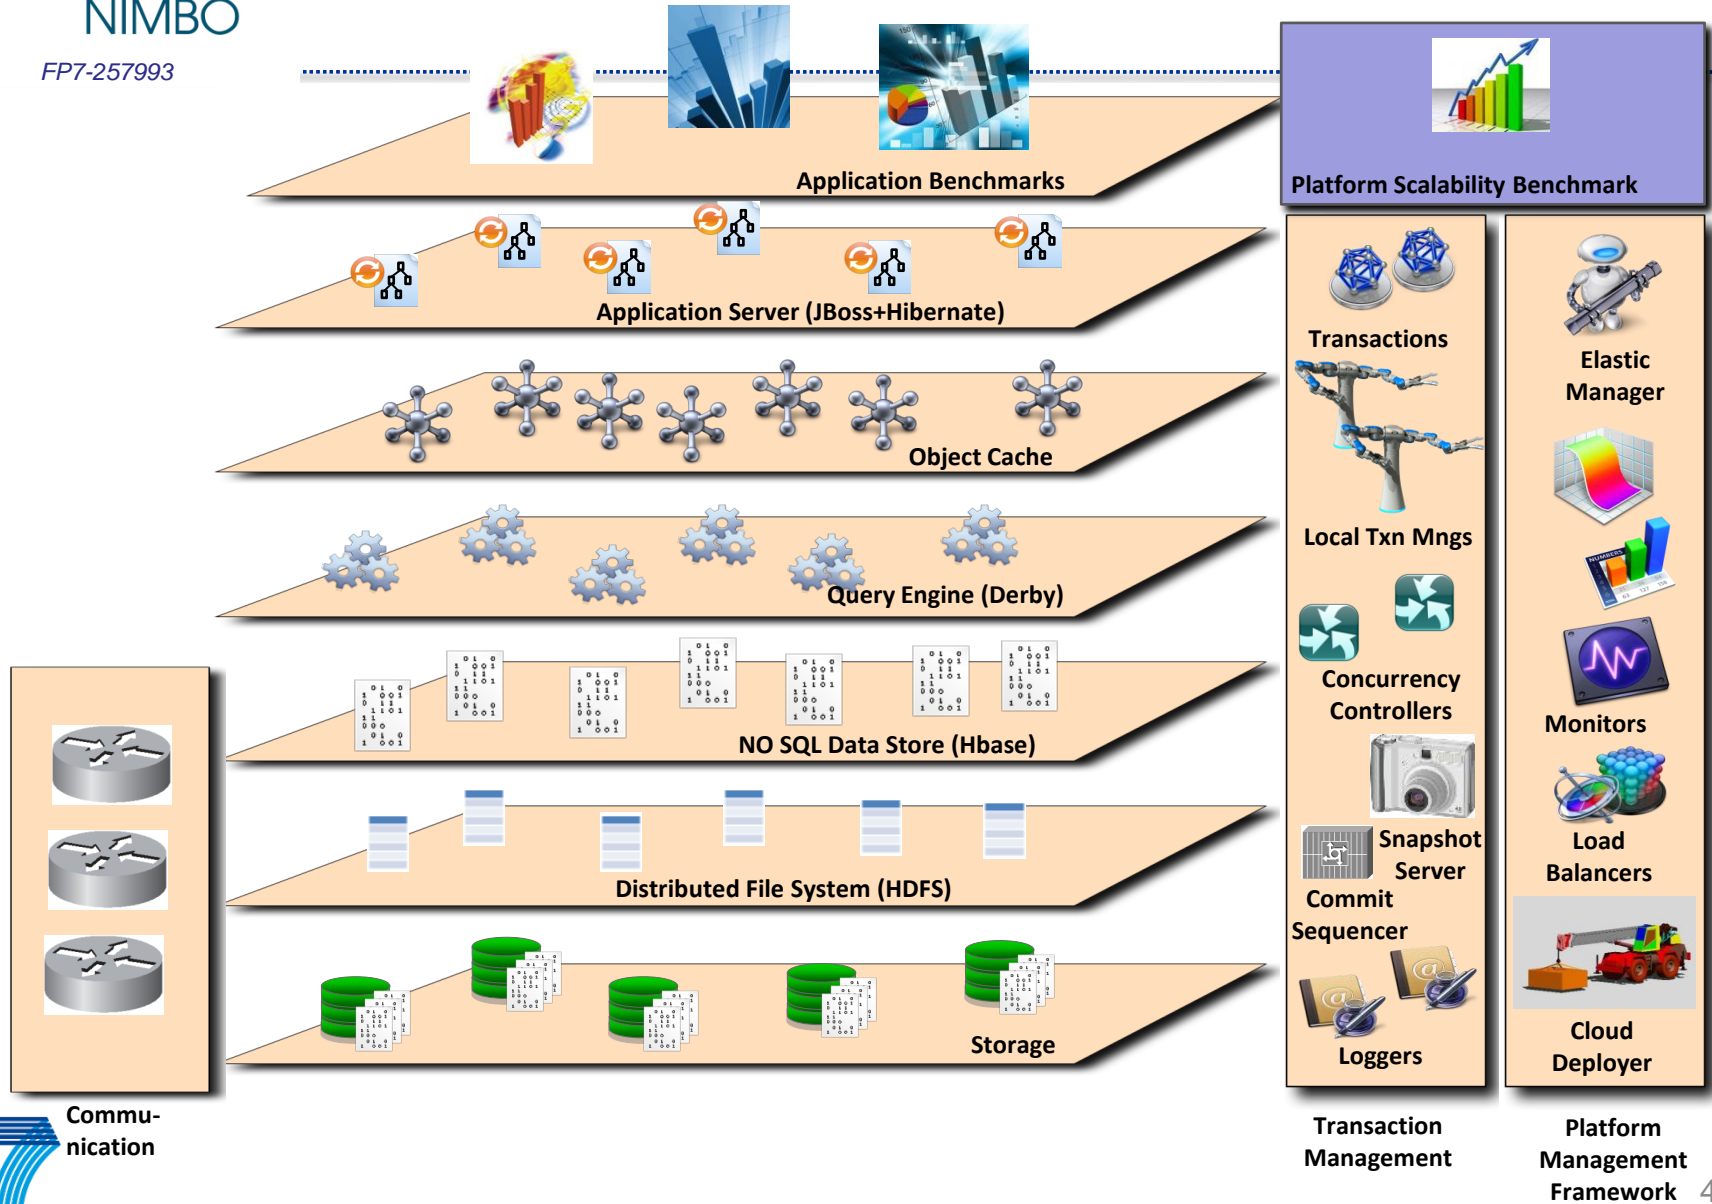 NIMBO
FP7-257993
Application Benchmarks
Platform Scalability Benchmark
Application Server (JBoss+Hibernate)
Object Cache
Query Engine (Derby)
NO SQL Data Store (Hbase)
Distributed File System (HDFS)
Storage
Commu-
nication
Transactions
Local Txn Mngs
Concurrency
Controllers
Snapshot
Server
Commit
Sequencer
Loggers
Transaction
Management
Elastic
Manager
NUMBERS
Monitors
Load
Balancers
Cloud
Deployer
Platform
Management
Framework
4